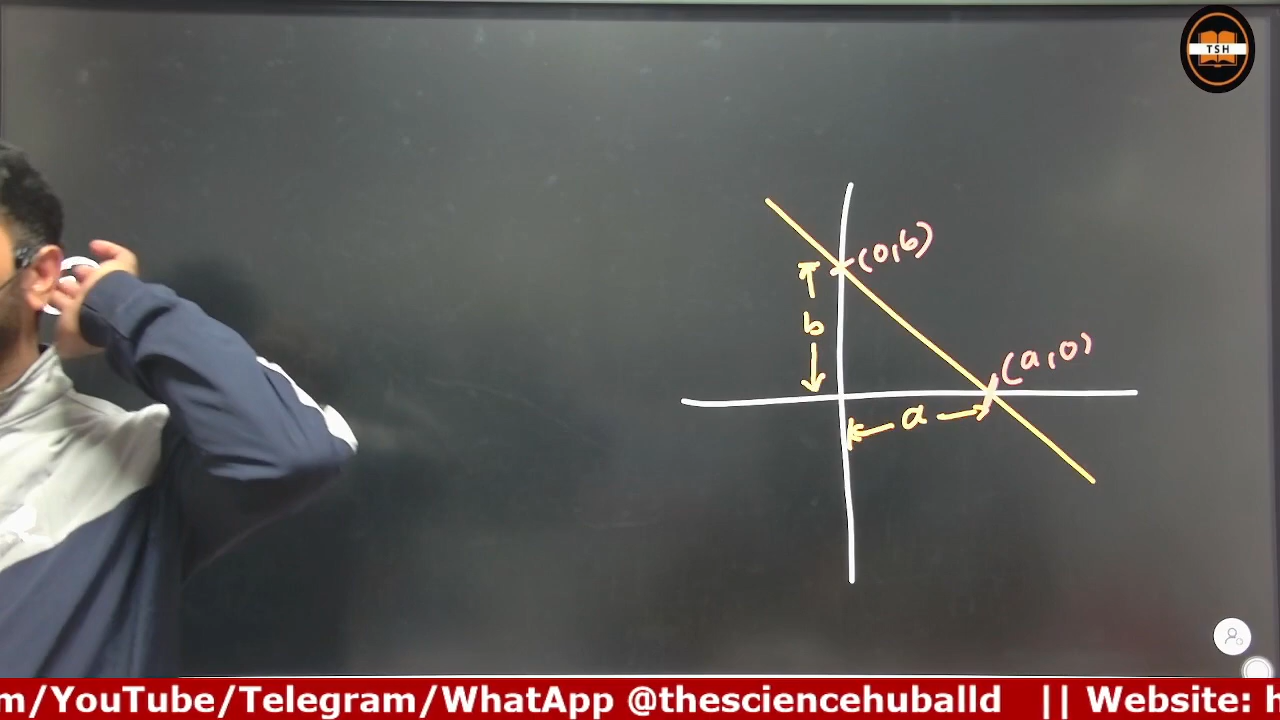 TSH
(0,b)
b
(a,0)
a
m/YouTube/Telegram/WhatApp @thesciencehuballd || Website: h